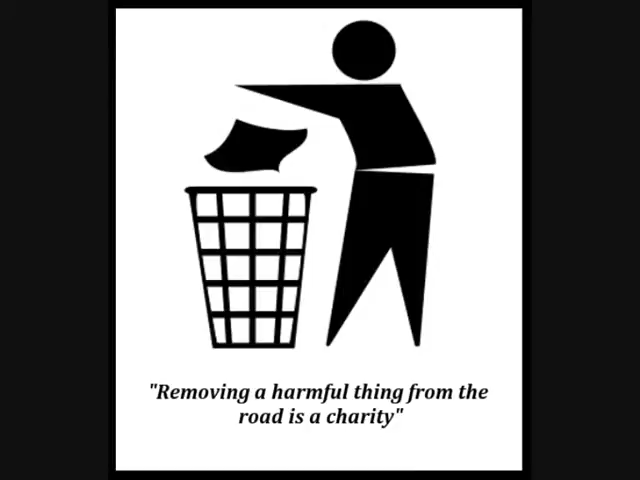 "Removing a harmful thing from the
road is a charity"